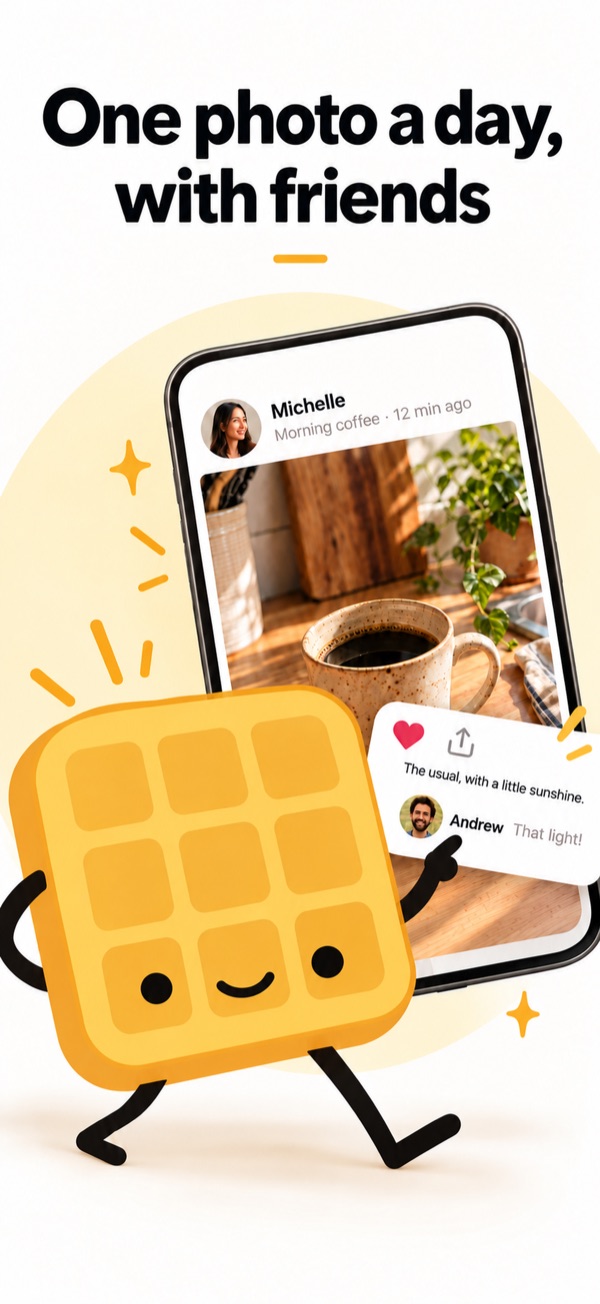 One photo a day,
with friends
Michelle
Morning coffee · 12 min ago
The usual, with a little sunshine.
Andrew That light!